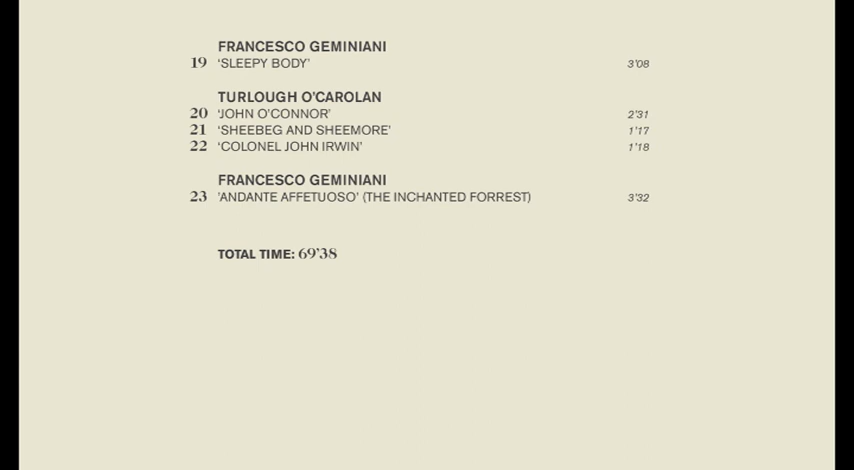 FRANCESCO GEMINIANI
19 ‘SLEEPY BODY’ 3’08
TURLOUGH O’CAROLAN
20 ‘JOHN O’CONNOR’ 2’31
21 ‘SHEEBEG AND SHEEMORE’ 1’17
22 ‘COLONEL JOHN IRWIN’ 1’18
FRANCESCO GEMINIANI
23 ’ANDANTE AFFETUOSO’ (THE INCHANTED FORREST) 3’32
TOTAL TIME: 69’38